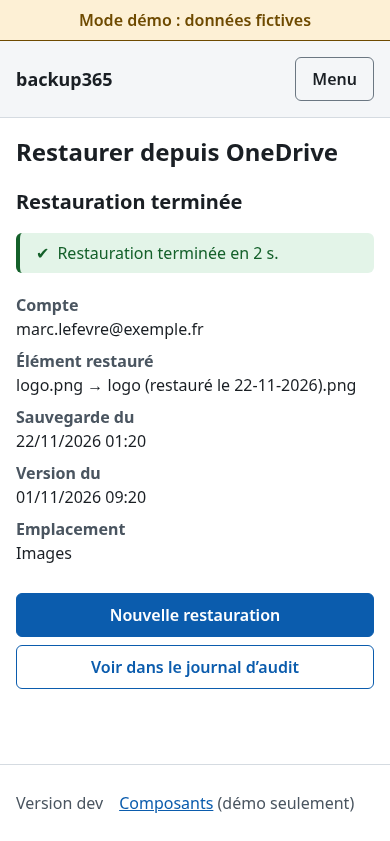 Mode démo : données fictives
backup365
Menu
Restaurer depuis OneDrive
Restauration terminée
✔ Restauration terminée en 2 s.
Compte
marc.lefevre@exemple.fr
Élément restauré
logo.png → logo (restauré le 22-11-2026).png
Sauvegarde du
22/11/2026 01:20
Version du
01/11/2026 09:20
Emplacement
Images
Nouvelle restauration
Voir dans le journal d’audit
Version dev Composants (démo seulement)